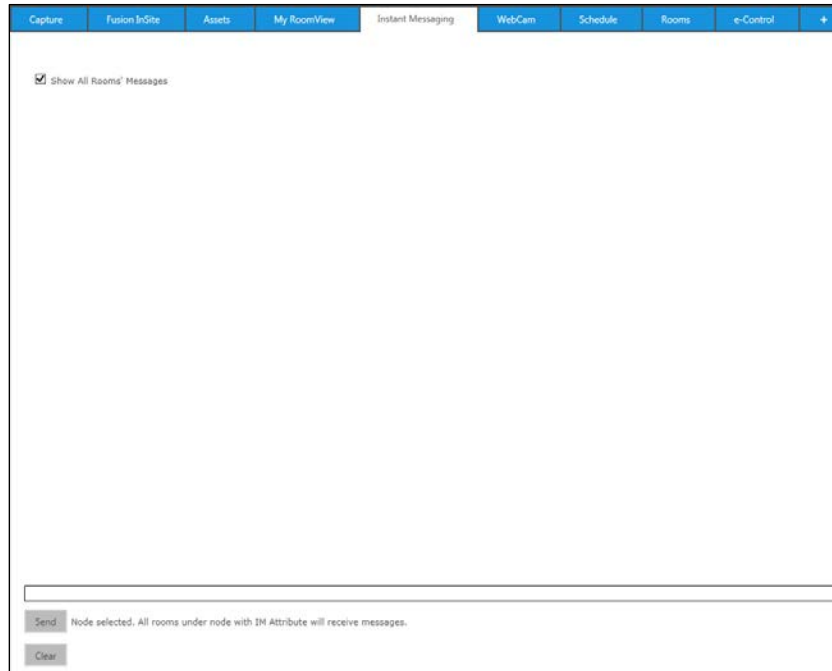 Capture Fusion InSite Assets My RoomView Instant Messaging WebCam Schedule Rooms e-Control +
Show All Rooms' Messages
Send Node selected. All rooms under node with IM Attribute will receive messages.
Clear